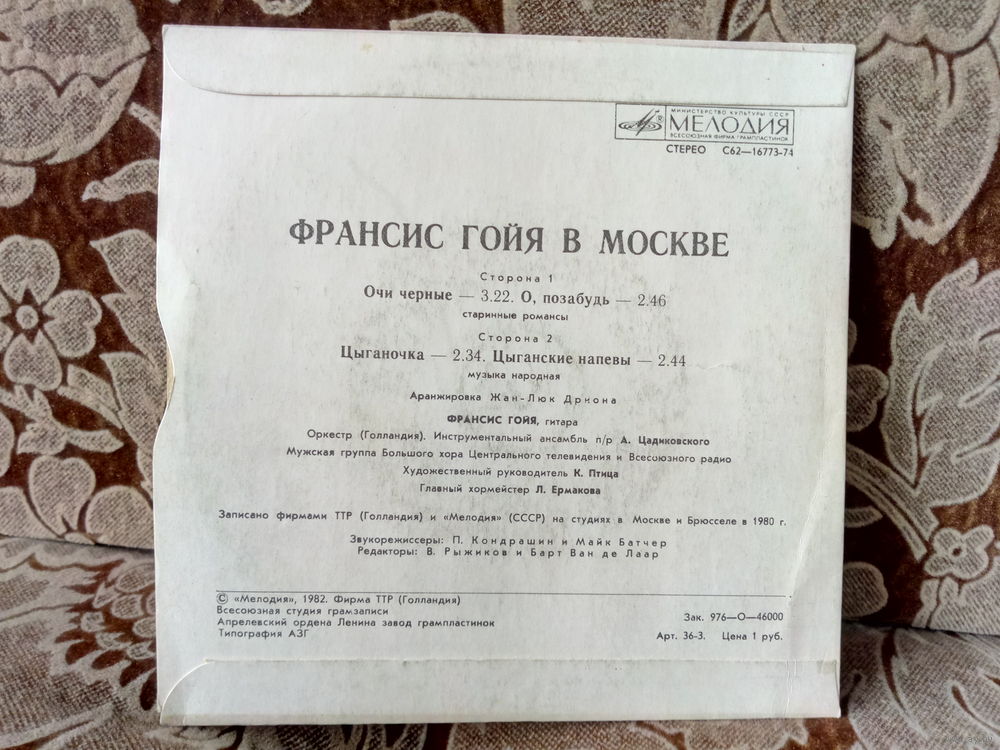 МИНИСТЕРСТВО КУЛЬТУРЫ СССР
МЕЛОДИЯ
ВСЕСОЮЗНАЯ ФИРМА ГРАМПЛАСТИНОК
СТЕРЕО С62—16773-74
ФРАНСИС ГОЙЯ В МОСКВЕ
Сторона 1
Очи черные — 3.22. О, позабудь — 2.46
старинные романсы
Сторона 2
Цыганочка — 2.34. Цыганские напевы — 2.44
музыка народная
Аранжировка Жан-Люк Дриона
ФРАНСИС ГОЙЯ, гитара
Оркестр (Голландия). Инструментальный ансамбль п/р А. Цадиковского
Мужская группа Большого хора Центрального телевидения и Всесоюзного радио
Художественный руководитель К. Птица
Главный хормейстер Л. Ермакова
Записано фирмами ТТР (Голландия) и «Мелодия» (СССР) на студиях в Москве и Брюсселе в 1980 г.
Звукорежиссеры: П. Кондрашин и Майк Батчер
Редакторы: В. Рыжиков и Барт Ван де Лаар
© «Мелодия», 1982. Фирма ТТР (Голландия)
Всесоюзная студия грамзаписи
Апрелевский ордена Ленина завод грампластинок
Типография АЗГ
Зак. 976—О—46000
Арт. 36-3. Цена 1 руб.